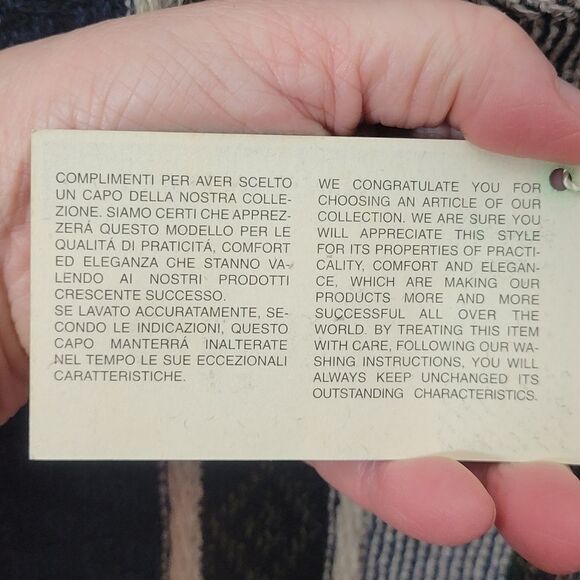 COMPLIMENTI PER AVER SCELTO
UN CAPO DELLA NOSTRA COLLE-
ZIONE. SIAMO CERTI CHE APPREZ-
ZERÁ QUESTO MODELLO PER LE
QUALITÁ DI PRATICITÁ, COMFORT
ED ELEGANZA CHE STANNO VA-
LENDO AI NOSTRI PRODOTTI
CRESCENTE SUCCESSO.
SE LAVATO ACCURATAMENTE, SE-
CONDO LE INDICAZIONI, QUESTO
CAPO MANTERRÁ INALTERATE
NEL TEMPO LE SUE ECCEZIONALI
CARATTERISTICHE.
WE CONGRATULATE YOU FOR
CHOOSING AN ARTICLE OF OUR
COLLECTION. WE ARE SURE YOU
WILL APPRECIATE THIS STYLE
FOR ITS PROPERTIES OF PRACTI-
CALITY, COMFORT AND ELEGAN-
CE, WHICH ARE MAKING OUR
PRODUCTS MORE AND MORE
SUCCESSFUL ALL OVER THE
WORLD. BY TREATING THIS ITEM
WITH CARE, FOLLOWING OUR WA-
SHING INSTRUCTIONS, YOU WILL
ALWAYS KEEP UNCHANGED ITS
OUTSTANDING CHARACTERISTICS.